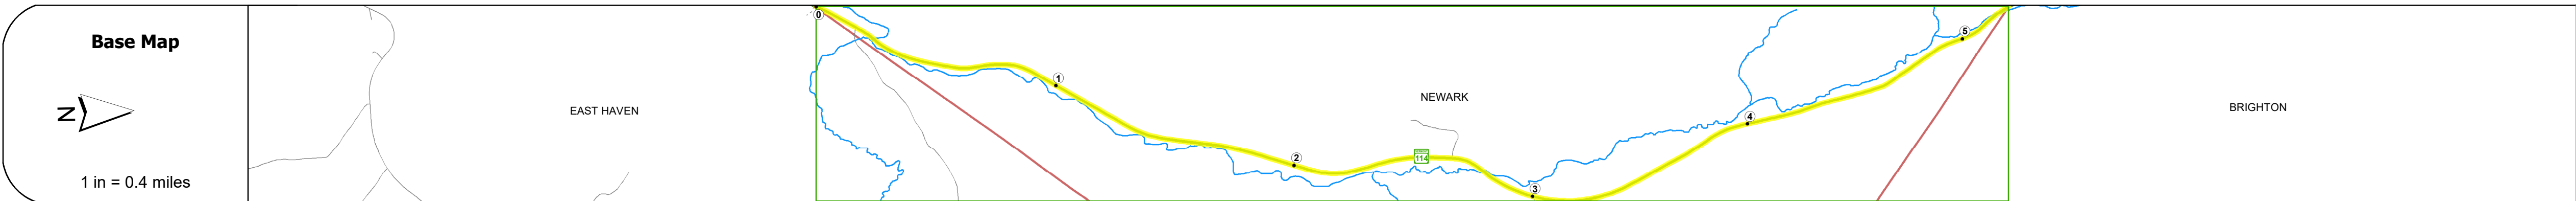 Base Map
N
1 in = 0.4 miles
EAST HAVEN
0
1
2
NEWARK
114
3
4
5
BRIGHTON